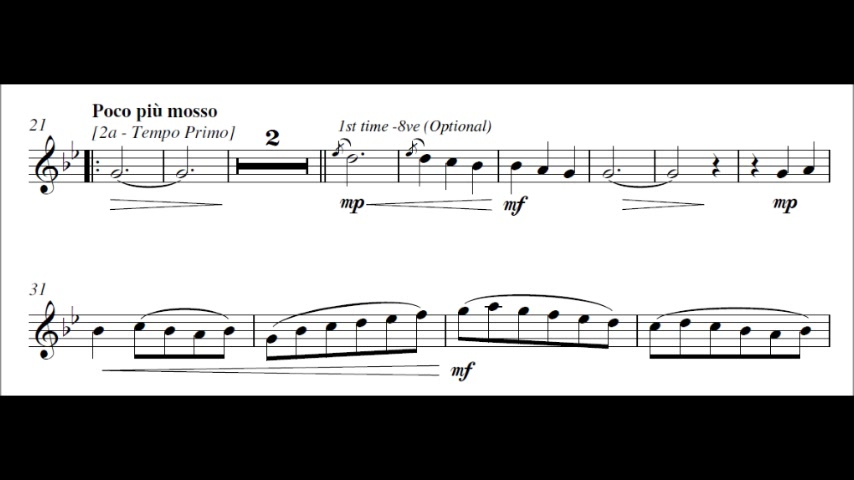 Poco più mosso
21 [2a - Tempo Primo] 2 1st time -8ve (Optional)
mp mf mp
31
mf